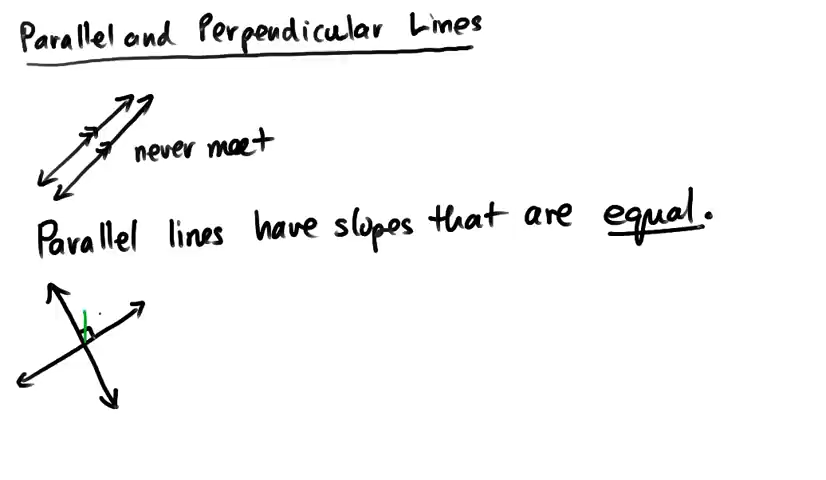 Parallel and Perpendicular Lines
never meet
Parallel lines have slopes that are equal.